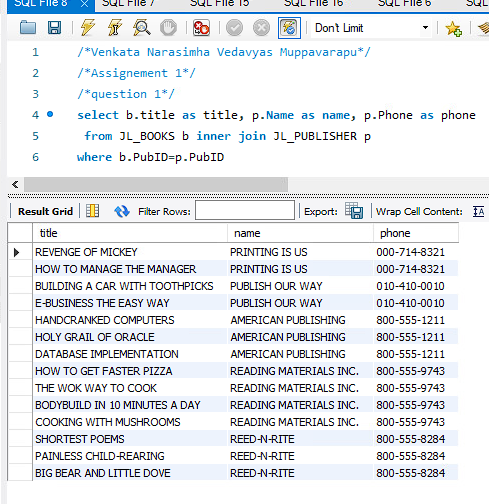 SQL File 8 SQL File 7 SQL File 15 SQL File 16 SQL File 6
Don't Limit
1 /*Venkata Narasimha Vedavyas Muppavarapu*/
2 /*Assignement 1*/
3 /*question 1*/
4 select b.title as title, p.Name as name, p.Phone as phone
5 from JL_BOOKS b inner join JL_PUBLISHER p
6 where b.PubID=p.PubID
Result Grid Filter Rows: Export: Wrap Cell Content:
title name phone
REVENGE OF MICKEY PRINTING IS US 000-714-8321
HOW TO MANAGE THE MANAGER PRINTING IS US 000-714-8321
BUILDING A CAR WITH TOOTHPICKS PUBLISH OUR WAY 010-410-0010
E-BUSINESS THE EASY WAY PUBLISH OUR WAY 010-410-0010
HANDCRANKED COMPUTERS AMERICAN PUBLISHING 800-555-1211
HOLY GRAIL OF ORACLE AMERICAN PUBLISHING 800-555-1211
DATABASE IMPLEMENTATION AMERICAN PUBLISHING 800-555-1211
HOW TO GET FASTER PIZZA READING MATERIALS INC. 800-555-9743
THE WOK WAY TO COOK READING MATERIALS INC. 800-555-9743
BODYBUILD IN 10 MINUTES A DAY READING MATERIALS INC. 800-555-9743
COOKING WITH MUSHROOMS READING MATERIALS INC. 800-555-9743
SHORTEST POEMS REED-N-RITE 800-555-8284
PAINLESS CHILD-REARING REED-N-RITE 800-555-8284
BIG BEAR AND LITTLE DOVE REED-N-RITE 800-555-8284